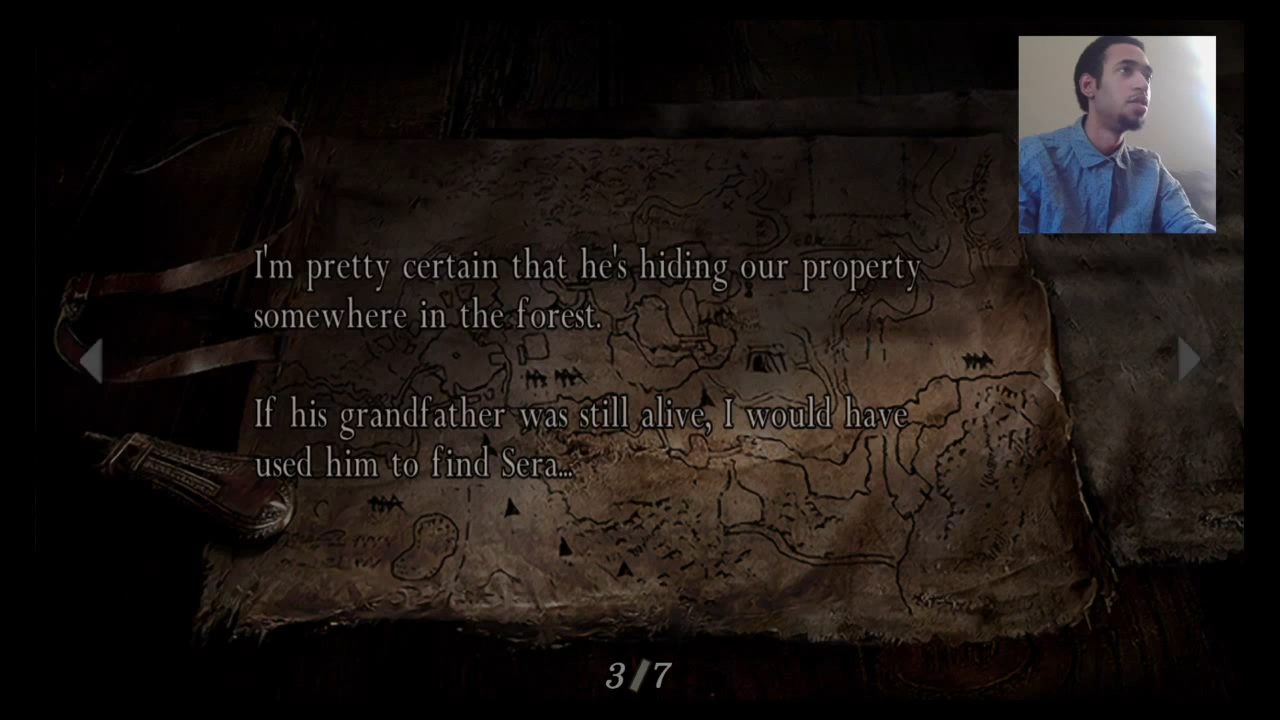 I'm pretty certain that he's hiding our property
somewhere in the forest.
If his grandfather was still alive, I would have
used him to find Sera...
3/7